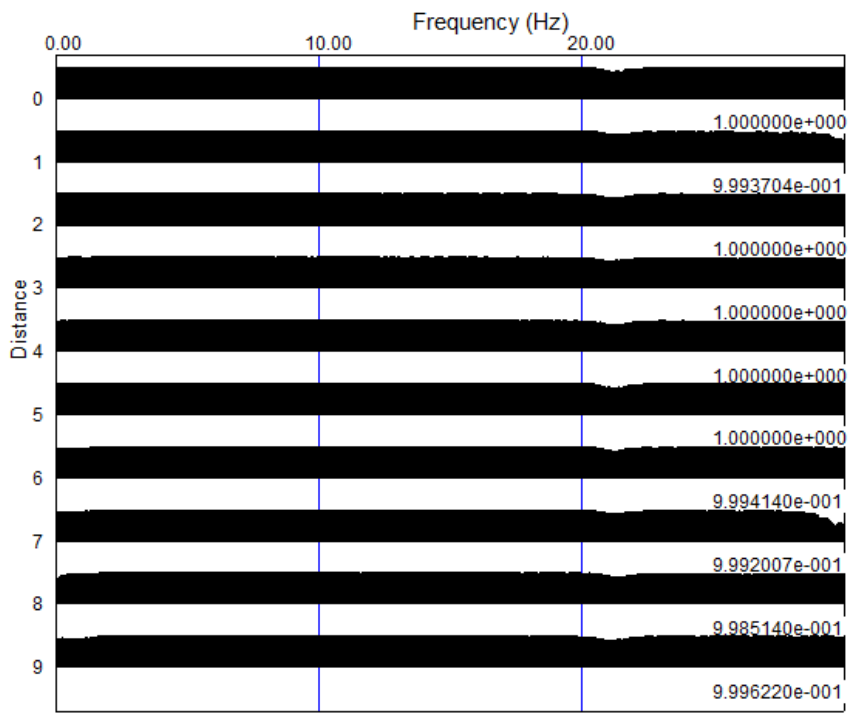 Frequency (Hz)
0.00 10.00 20.00
Distance
0
1.000000e+000
1
9.993704e-001
2
1.000000e+000
3
1.000000e+000
4
1.000000e+000
5
1.000000e+000
6
9.994140e-001
7
9.992007e-001
8
9.985140e-001
9
9.996220e-001